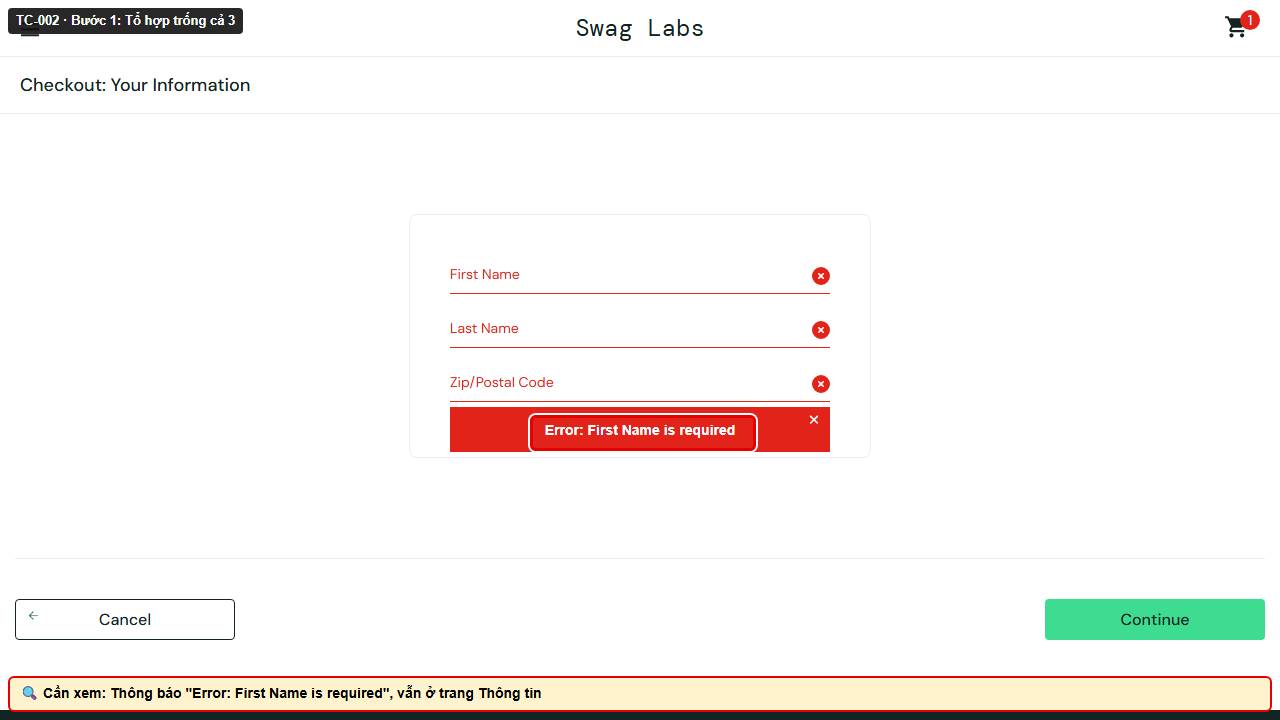 TC-002 · Bước 1: Tổ hợp trống cả 3
Swag Labs
1
Checkout: Your Information
First Name
Last Name
Zip/Postal Code
Error: First Name is required
Cancel
Continue
🔍 Cần xem: Thông báo "Error: First Name is required", vẫn ở trang Thông tin